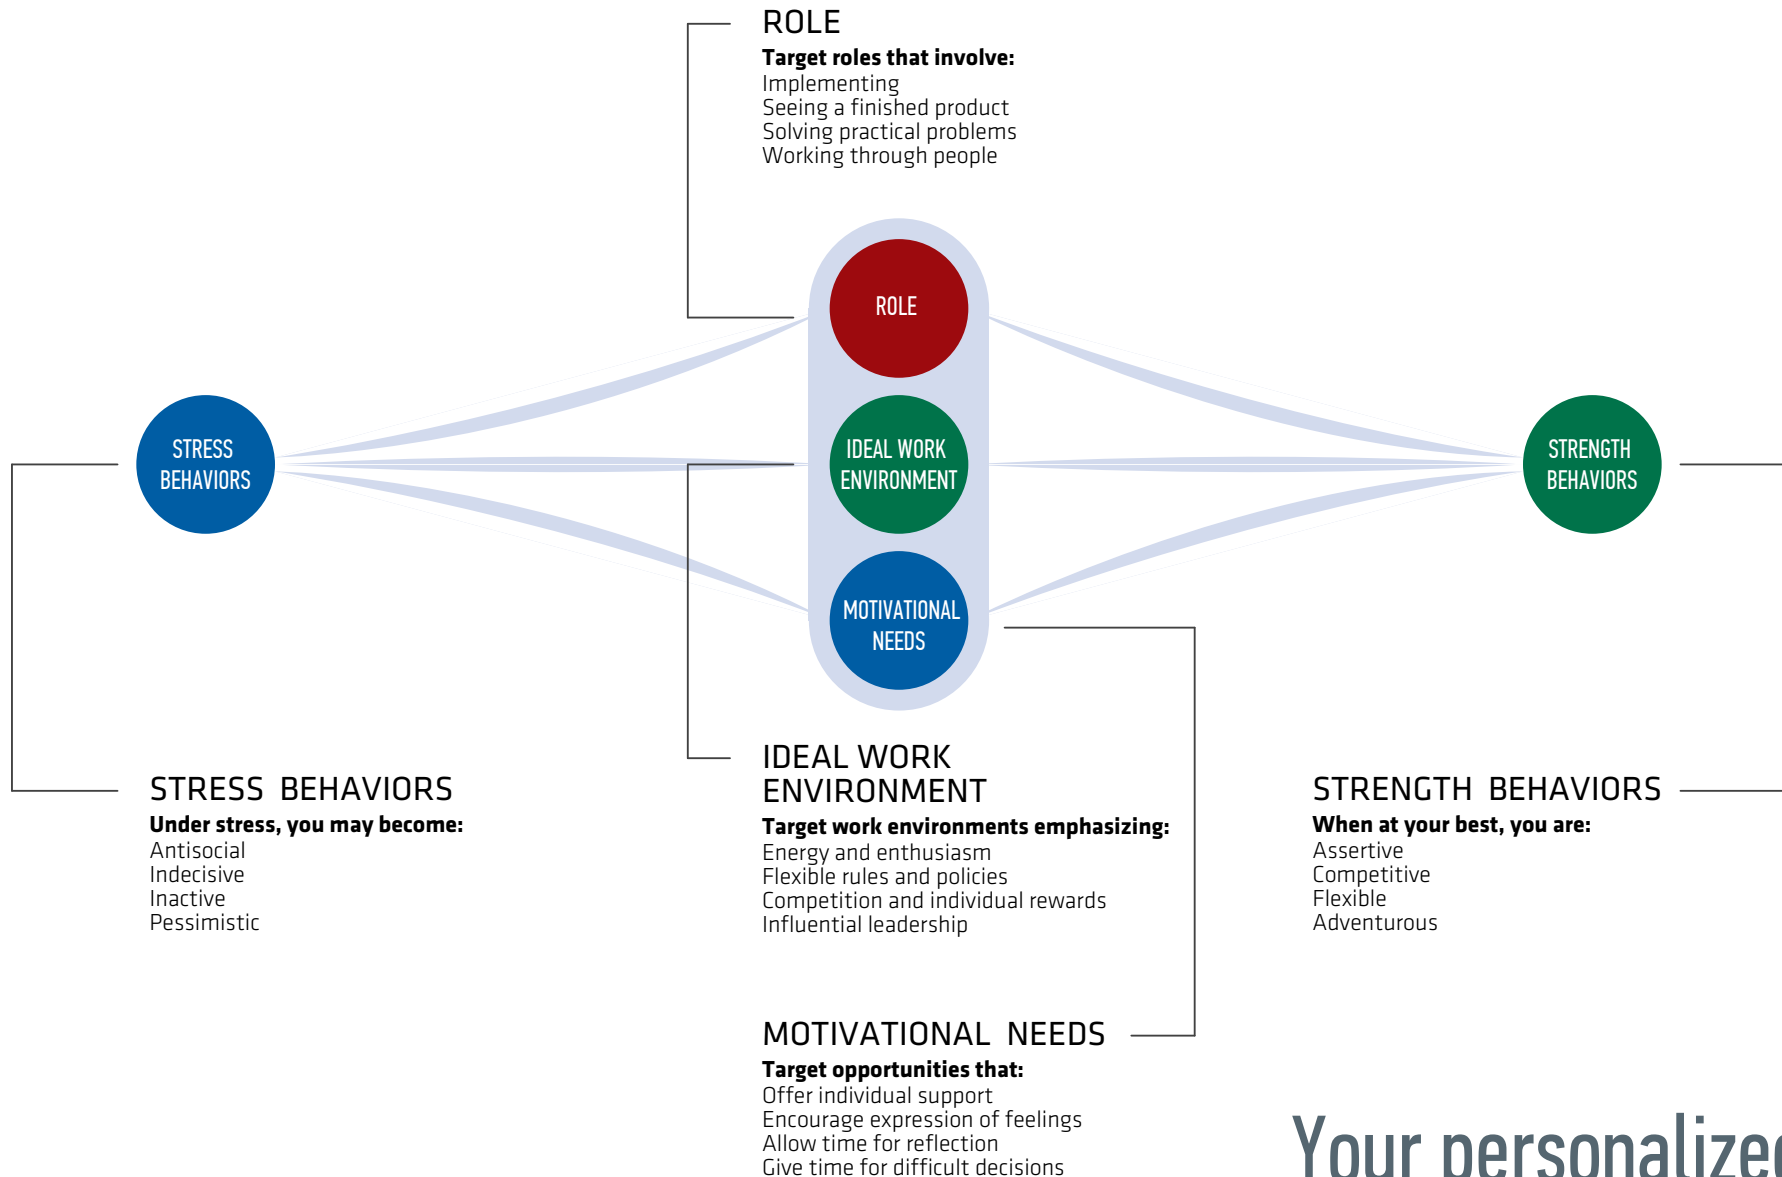 ROLE
Target roles that involve:
Implementing
Seeing a finished product
Solving practical problems
Working through people
ROLE
STRESS
BEHAVIORS
IDEAL WORK
ENVIRONMENT
STRENGTH
BEHAVIORS
MOTIVATIONAL
NEEDS
STRESS BEHAVIORS
Under stress, you may become:
Antisocial
Indecisive
Inactive
Pessimistic
IDEAL WORK
ENVIRONMENT
Target work environments emphasizing:
Energy and enthusiasm
Flexible rules and policies
Competition and individual rewards
Influential leadership
STRENGTH BEHAVIORS
When at your best, you are:
Assertive
Competitive
Flexible
Adventurous
MOTIVATIONAL NEEDS
Target opportunities that:
Offer individual support
Encourage expression of feelings
Allow time for reflection
Give time for difficult decisions
Your personalized